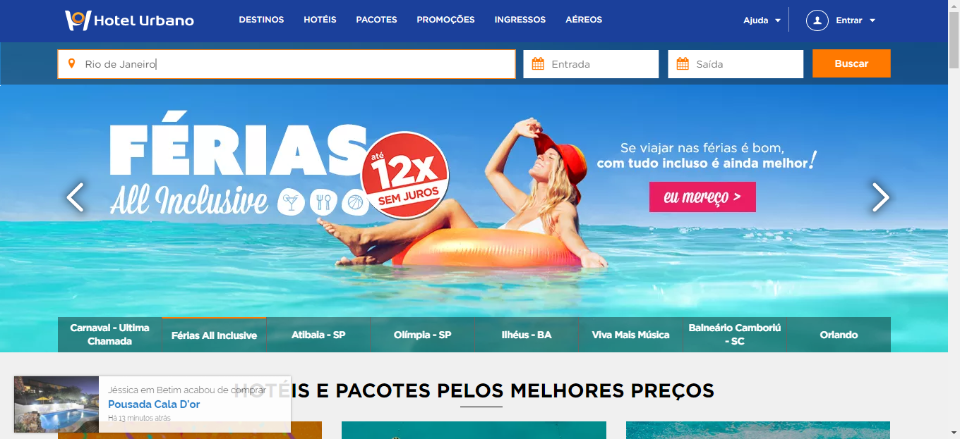 Hotel Urbano
DESTINOS HOTÉIS PACOTES PROMOÇÕES INGRESSOS AÉREOS
Ajuda
Entrar
Rio de Janeiro
Entrada
Saída
Buscar
FÉRIAS
All Inclusive
até
12X
SEM JUROS
Se viajar nas férias é bom,
com tudo incluso é ainda melhor!
eu mereço >
Carnaval - Ultima
Chamada
Férias All Inclusive
Atibaia - SP
Olímpia - SP
Ilhéus - BA
Viva Mais Música
Balneário Camboriú
- SC
Orlando
HOTÉIS E PACOTES PELOS MELHORES PREÇOS
Jéssica em Betim acabou de comprar
Pousada Cala D'or
Há 13 minutos atrás